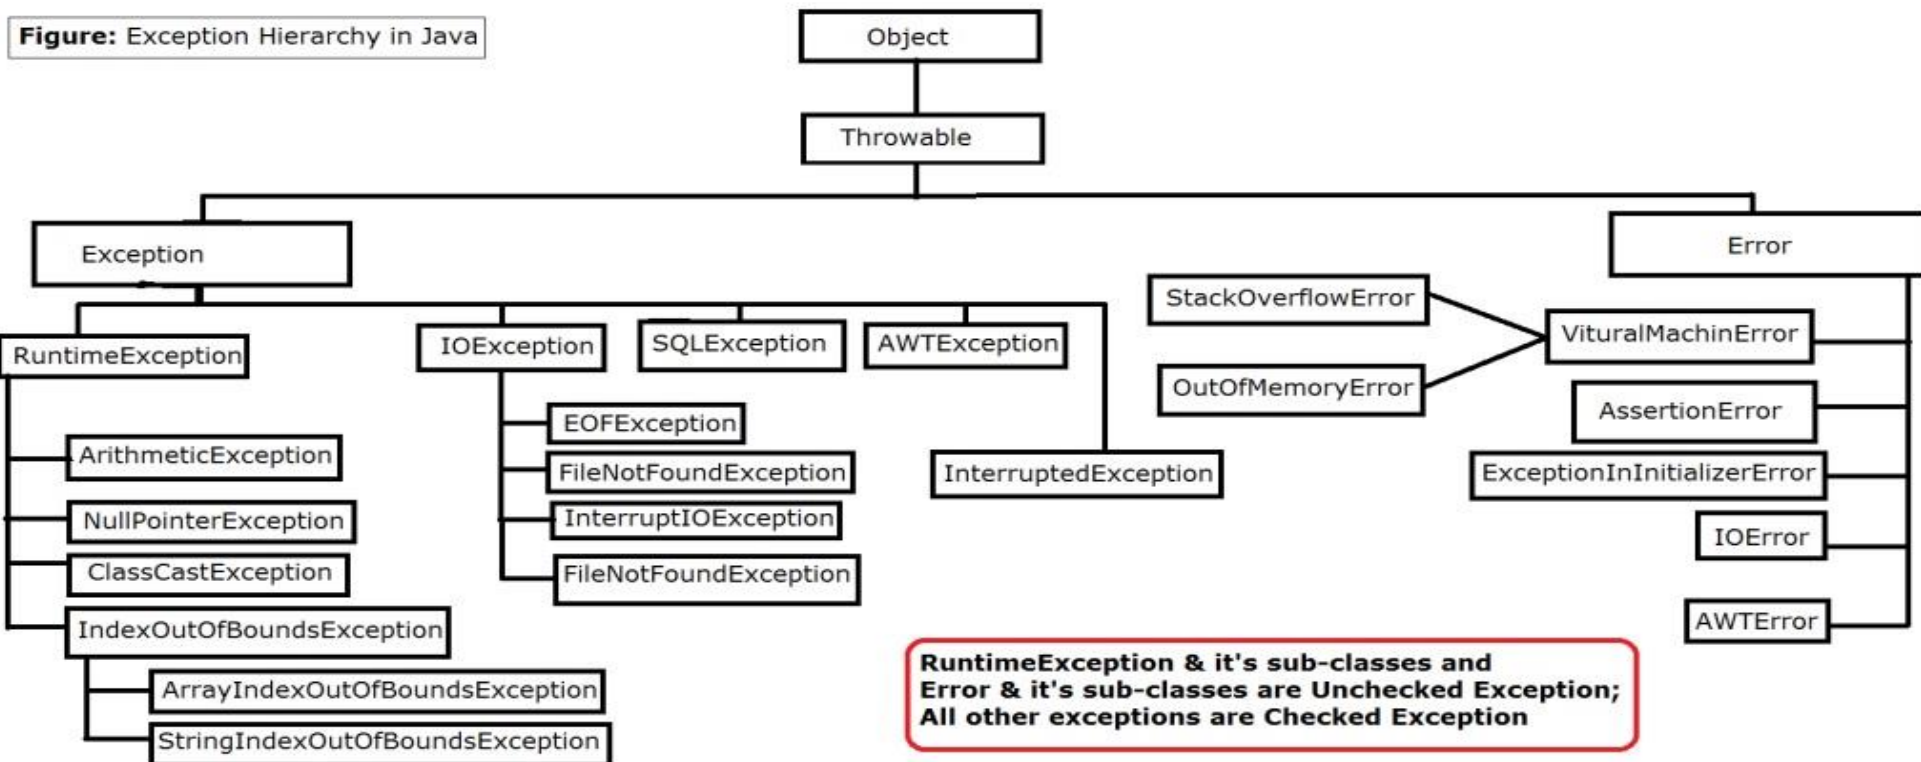 Figure: Exception Hierarchy in Java
Object
Throwable
Exception
Error
RuntimeException
IOException
SQLException
AWTException
InterruptedException
ArithmeticException
NullPointerException
ClassCastException
IndexOutOfBoundsException
ArrayIndexOutOfBoundsException
StringIndexOutOfBoundsException
EOFException
FileNotFoundException
InterruptIOException
FileNotFoundException
StackOverflowError
OutOfMemoryError
VituralMachinError
AssertionError
ExceptionInInitializerError
IOError
AWTError
RuntimeException & it's sub-classes and
Error & it's sub-classes are Unchecked Exception;
All other exceptions are Checked Exception